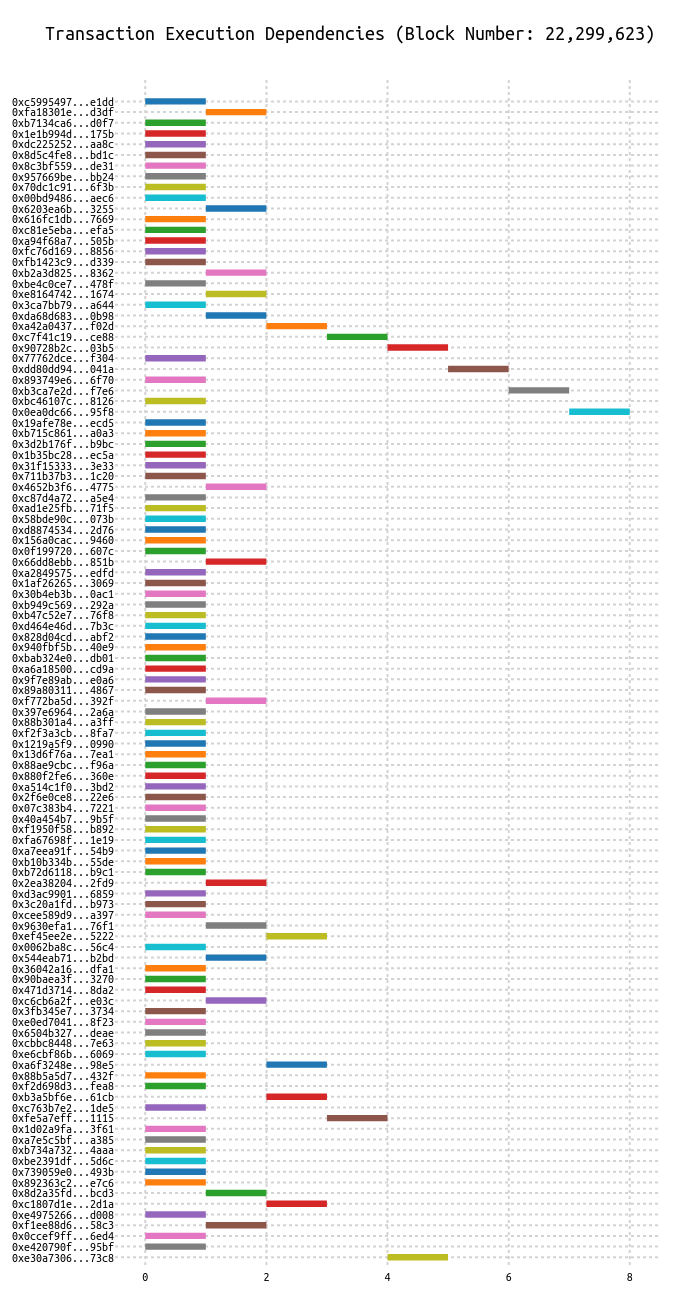 Transaction Execution Dependencies (Block Number: 22,299,623)
0xc5995497...e1dd
0xfa18301e...d3df
0xb7134ca6...d0f7
0x1e1b994d...175b
0xdc225252...aa8c
0x8d5c4fe8...bd1c
0x8c3bf559...de31
0x957669be...bb24
0x70dc1c91...6f3b
0x00bd9486...aec6
0x6203ea6b...3255
0x616fc1db...7669
0xc81e5eba...efa5
0xa94f68a7...505b
0xfc76d169...8856
0xfb1423c9...d339
0xb2a3d825...8362
0xbe4c0ce7...478f
0xe8164742...1674
0x3ca7bb79...a644
0xda68d683...0b98
0xa42a0437...f02d
0xc7f41c19...ce88
0x90728b2c...03b5
0x77762dce...f304
0xdd80dd94...041a
0x893749e6...6f70
0xb3ca7e2d...f7e6
0xbc46107c...8126
0x0ea0dc66...95f8
0x19afe78e...ecd5
0xb715c861...a0a3
0x3d2b176f...b9bc
0x1b35bc28...ec5a
0x31f15333...3e33
0x711b37b3...1c20
0x4652b3f6...4775
0xc87d4a72...a5e4
0xad1e25fb...71f5
0x58bde90c...073b
0xd8874534...2d76
0x156a0cac...9460
0x0f199720...607c
0x66dd8ebb...851b
0xa2849575...edfd
0x1af26265...3069
0x30b4eb3b...0ac1
0xb949c569...292a
0xb47c52e7...76f8
0xd464e46d...7b3c
0x828d04cd...abf2
0x940fbf5b...40e9
0xbab324e0...db01
0xa6a18500...cd9a
0x9f7e89ab...e0a6
0x89a80311...4867
0xf772ba5d...392f
0x397e6964...2a6a
0x88b301a4...a3ff
0xf2f3a3cb...8fa7
0x1219a5f9...0990
0x13d6f76a...7ea1
0x88ae9cbc...f96a
0x880f2fe6...360e
0xa514c1f0...3bd2
0x2f6e0ce8...22e6
0x07c383b4...7221
0x40a454b7...9b5f
0xf1950f58...b892
0xfa67698f...1e19
0xa7eea91f...54b9
0xb10b334b...55de
0xb72d6118...b9c1
0x2ea38204...2fd9
0xd3ac9901...6859
0x3c20a1fd...b973
0xcee589d9...a397
0x9630efa1...76f1
0xef45ee2e...5222
0x0062ba8c...56c4
0x544eab71...b2bd
0x36042a16...dfa1
0x90baea3f...3270
0x471d3714...8da2
0xc6cb6a2f...e03c
0x3fb345e7...3734
0xe0ed7041...8f23
0x6504b327...deae
0xcbbc8448...7e63
0xe6cbf86b...6069
0xa6f3248e...98e5
0x88b5a5d7...432f
0xf2d698d3...fea8
0xb3a5bf6e...61cb
0xc763b7e2...1de5
0xfe5a7eff...1115
0x1d02a9fa...3f61
0xa7e5c5bf...a385
0xb734a732...4aaa
0xbe2391df...5d6c
0x739059e0...493b
0x892363c2...e7c6
0x8d2a35fd...bcd3
0xc1807d1e...2d1a
0xe4975266...d008
0xf1ee88d6...58c3
0x0ccef9ff...6ed4
0xe420790f...95bf
0xe30a7306...73c8
0 2 4 6 8